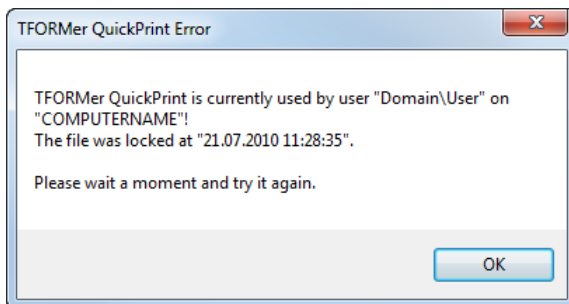 TFORMer QuickPrint Error
TFORMer QuickPrint is currently used by user "Domain\User" on
"COMPUTERNAME"!
The file was locked at "21.07.2010 11:28:35".
Please wait a moment and try it again.
OK